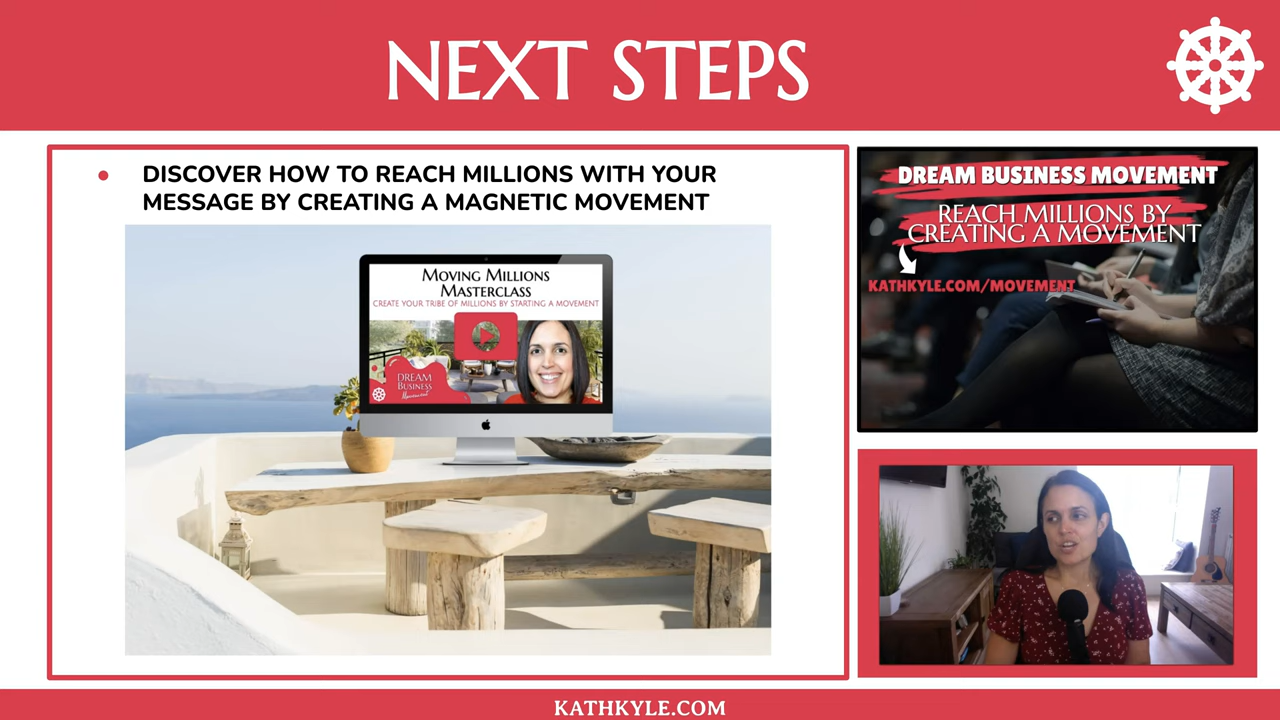 NEXT STEPS
DISCOVER HOW TO REACH MILLIONS WITH YOUR
MESSAGE BY CREATING A MAGNETIC MOVEMENT
MOVING MILLIONS
MASTERCLASS
CREATE YOUR TRIBE OF MILLIONS BY STARTING A MOVEMENT
DREAM
BUSINESS
Movement
DREAM BUSINESS MOVEMENT
REACH MILLIONS BY
CREATING A MOVEMENT
KATHKYLE.COM/MOVEMENT
KATHKYLE.COM